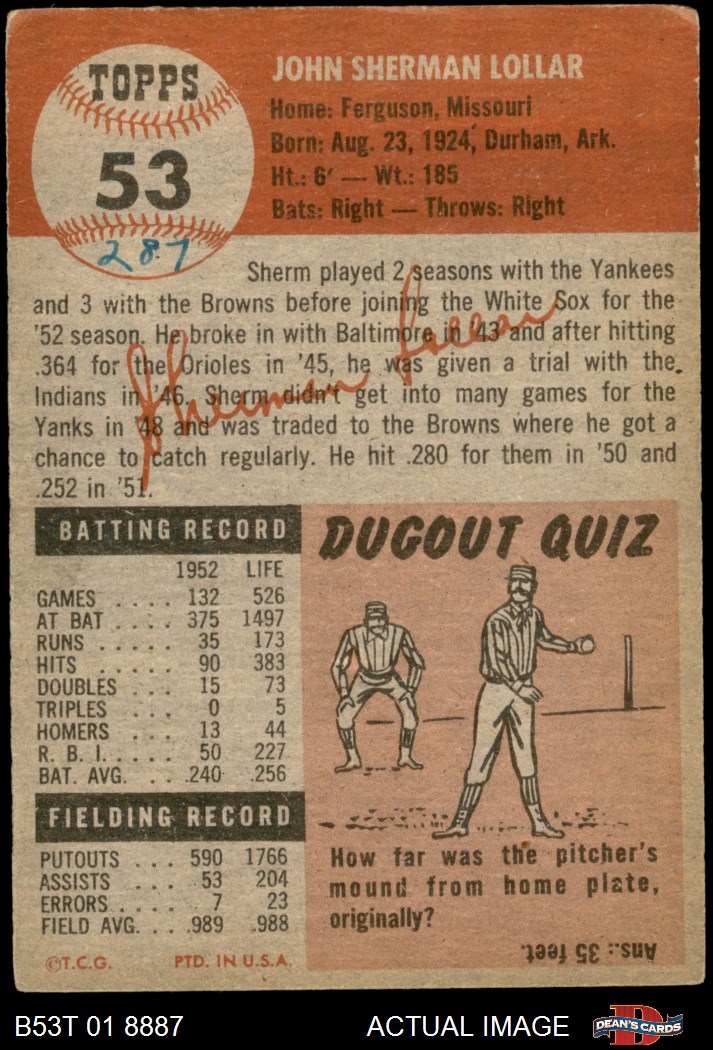 TOPPS
53
287
JOHN SHERMAN LOLLAR
Home: Ferguson, Missouri
Born: Aug. 23, 1924, Durham, Ark.
Ht.: 6' — Wt.: 185
Bats: Right — Throws: Right
Sherm played 2 seasons with the Yankees
and 3 with the Browns before joining the White Sox for the
'52 season. He broke in with Baltimore in '43 and after hitting
.364 for the Orioles in '45, he was given a trial with the
Indians in '46. Sherm didn't get into many games for the
Yanks in '48 and was traded to the Browns where he got a
chance to catch regularly. He hit .280 for them in '50 and
.252 in '51.
Sherman Lollar
BATTING RECORD
1952 LIFE
GAMES .... 132 526
AT BAT .... 375 1497
RUNS ..... 35 173
HITS ..... 90 383
DOUBLES .. 15 73
TRIPLES ... 0 5
HOMERS ... 13 44
R. B. I. .... 50 227
BAT. AVG. .. .240 .256
FIELDING RECORD
PUTOUTS ... 590 1766
ASSISTS ... 53 204
ERRORS .... 7 23
FIELD AVG. .. .989 .988
©T.C.G. PTD. IN U.S.A.
DUGOUT QUIZ
How far was the pitcher's
mound from home plate,
originally?
Ans.: 35 feet.
B53T 01 8887 ACTUAL IMAGE
DEAN'S CARDS